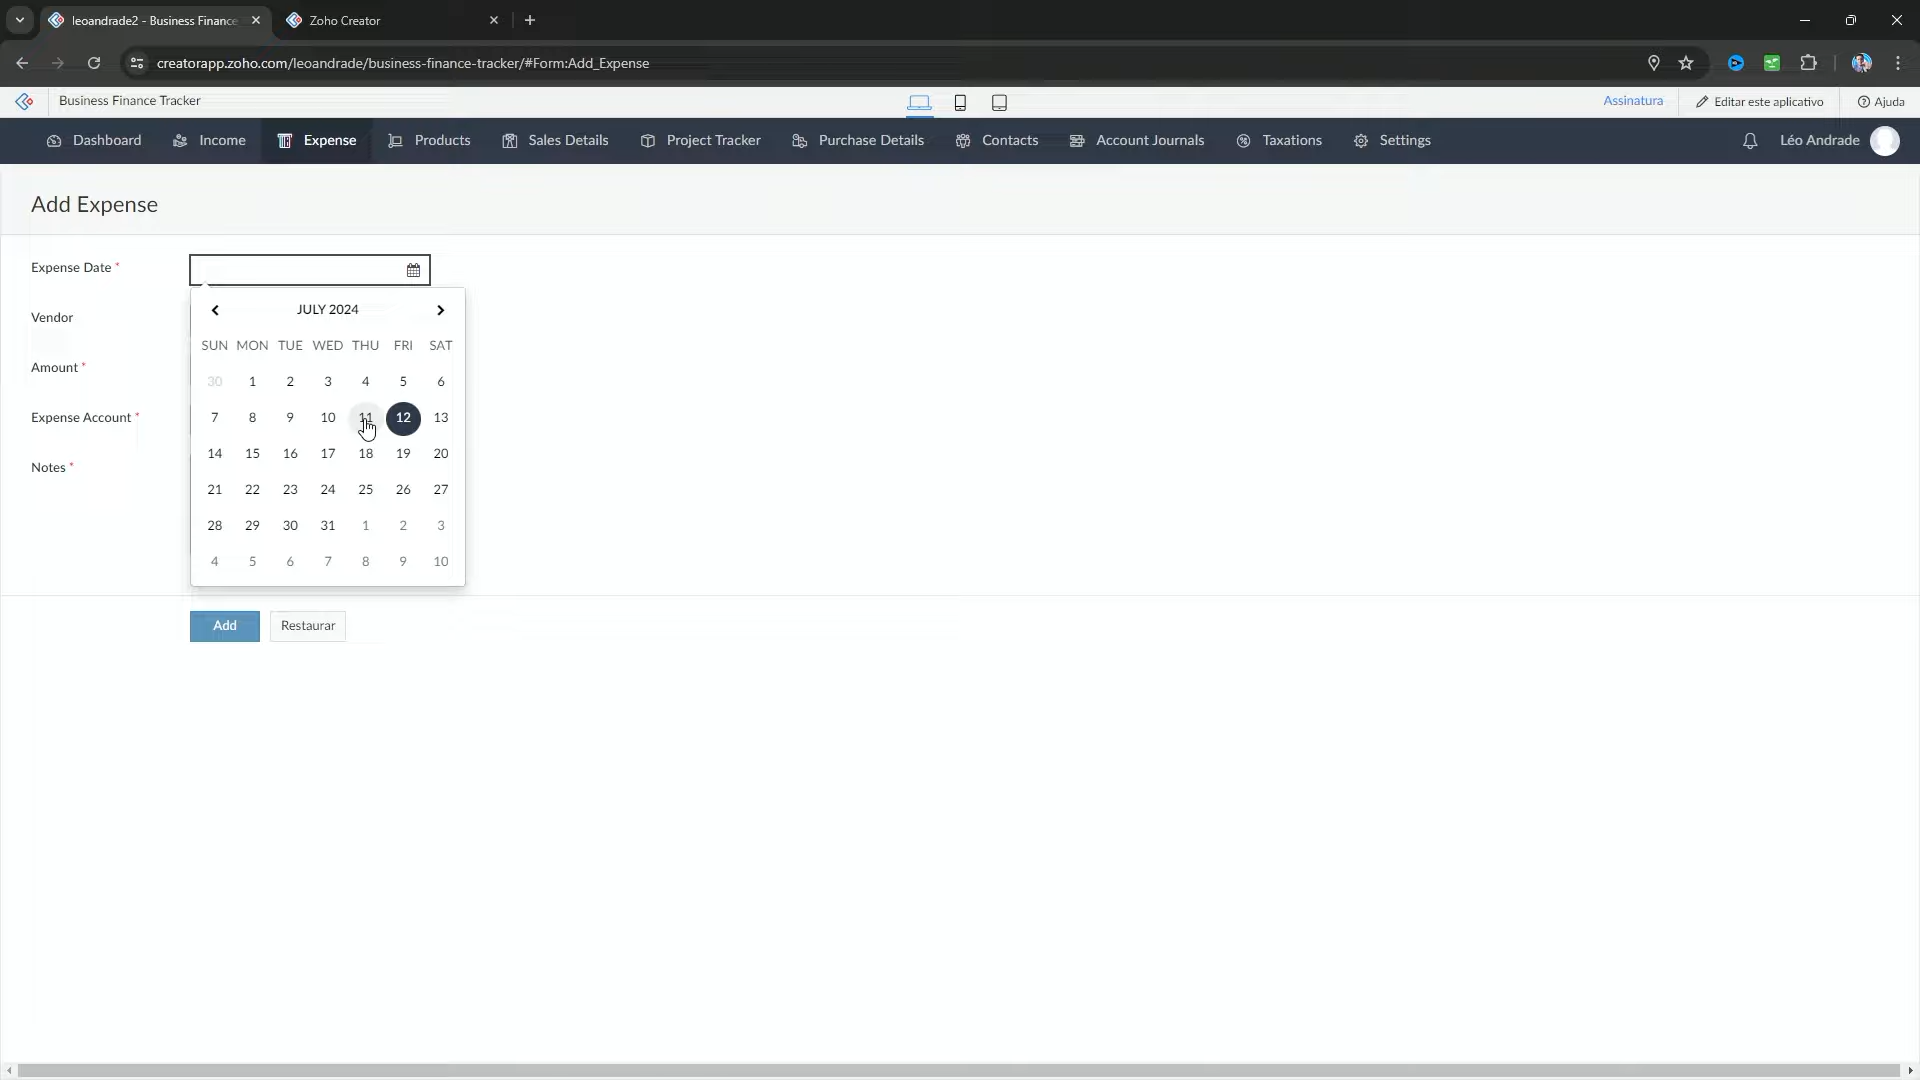 leoandrade2 - Business Finance
Zoho Creator
creatorapp.zoho.com/leoandrade/business-finance-tracker/#Form:Add_Expense
Business Finance Tracker
Assinatura
Editar este aplicativo
Ajuda
Dashboard
Income
Expense
Products
Sales Details
Project Tracker
Purchase Details
Contacts
Account Journals
Taxations
Settings
Léo Andrade
Add Expense
Expense Date *
Vendor
Amount *
Expense Account *
Notes *
JULY 2024
SUN MON TUE WED THU FRI SAT
30 1 2 3 4 5 6
7 8 9 10 11 12 13
14 15 16 17 18 19 20
21 22 23 24 25 26 27
28 29 30 31 1 2 3
4 5 6 7 8 9 10
Add
Restaurar